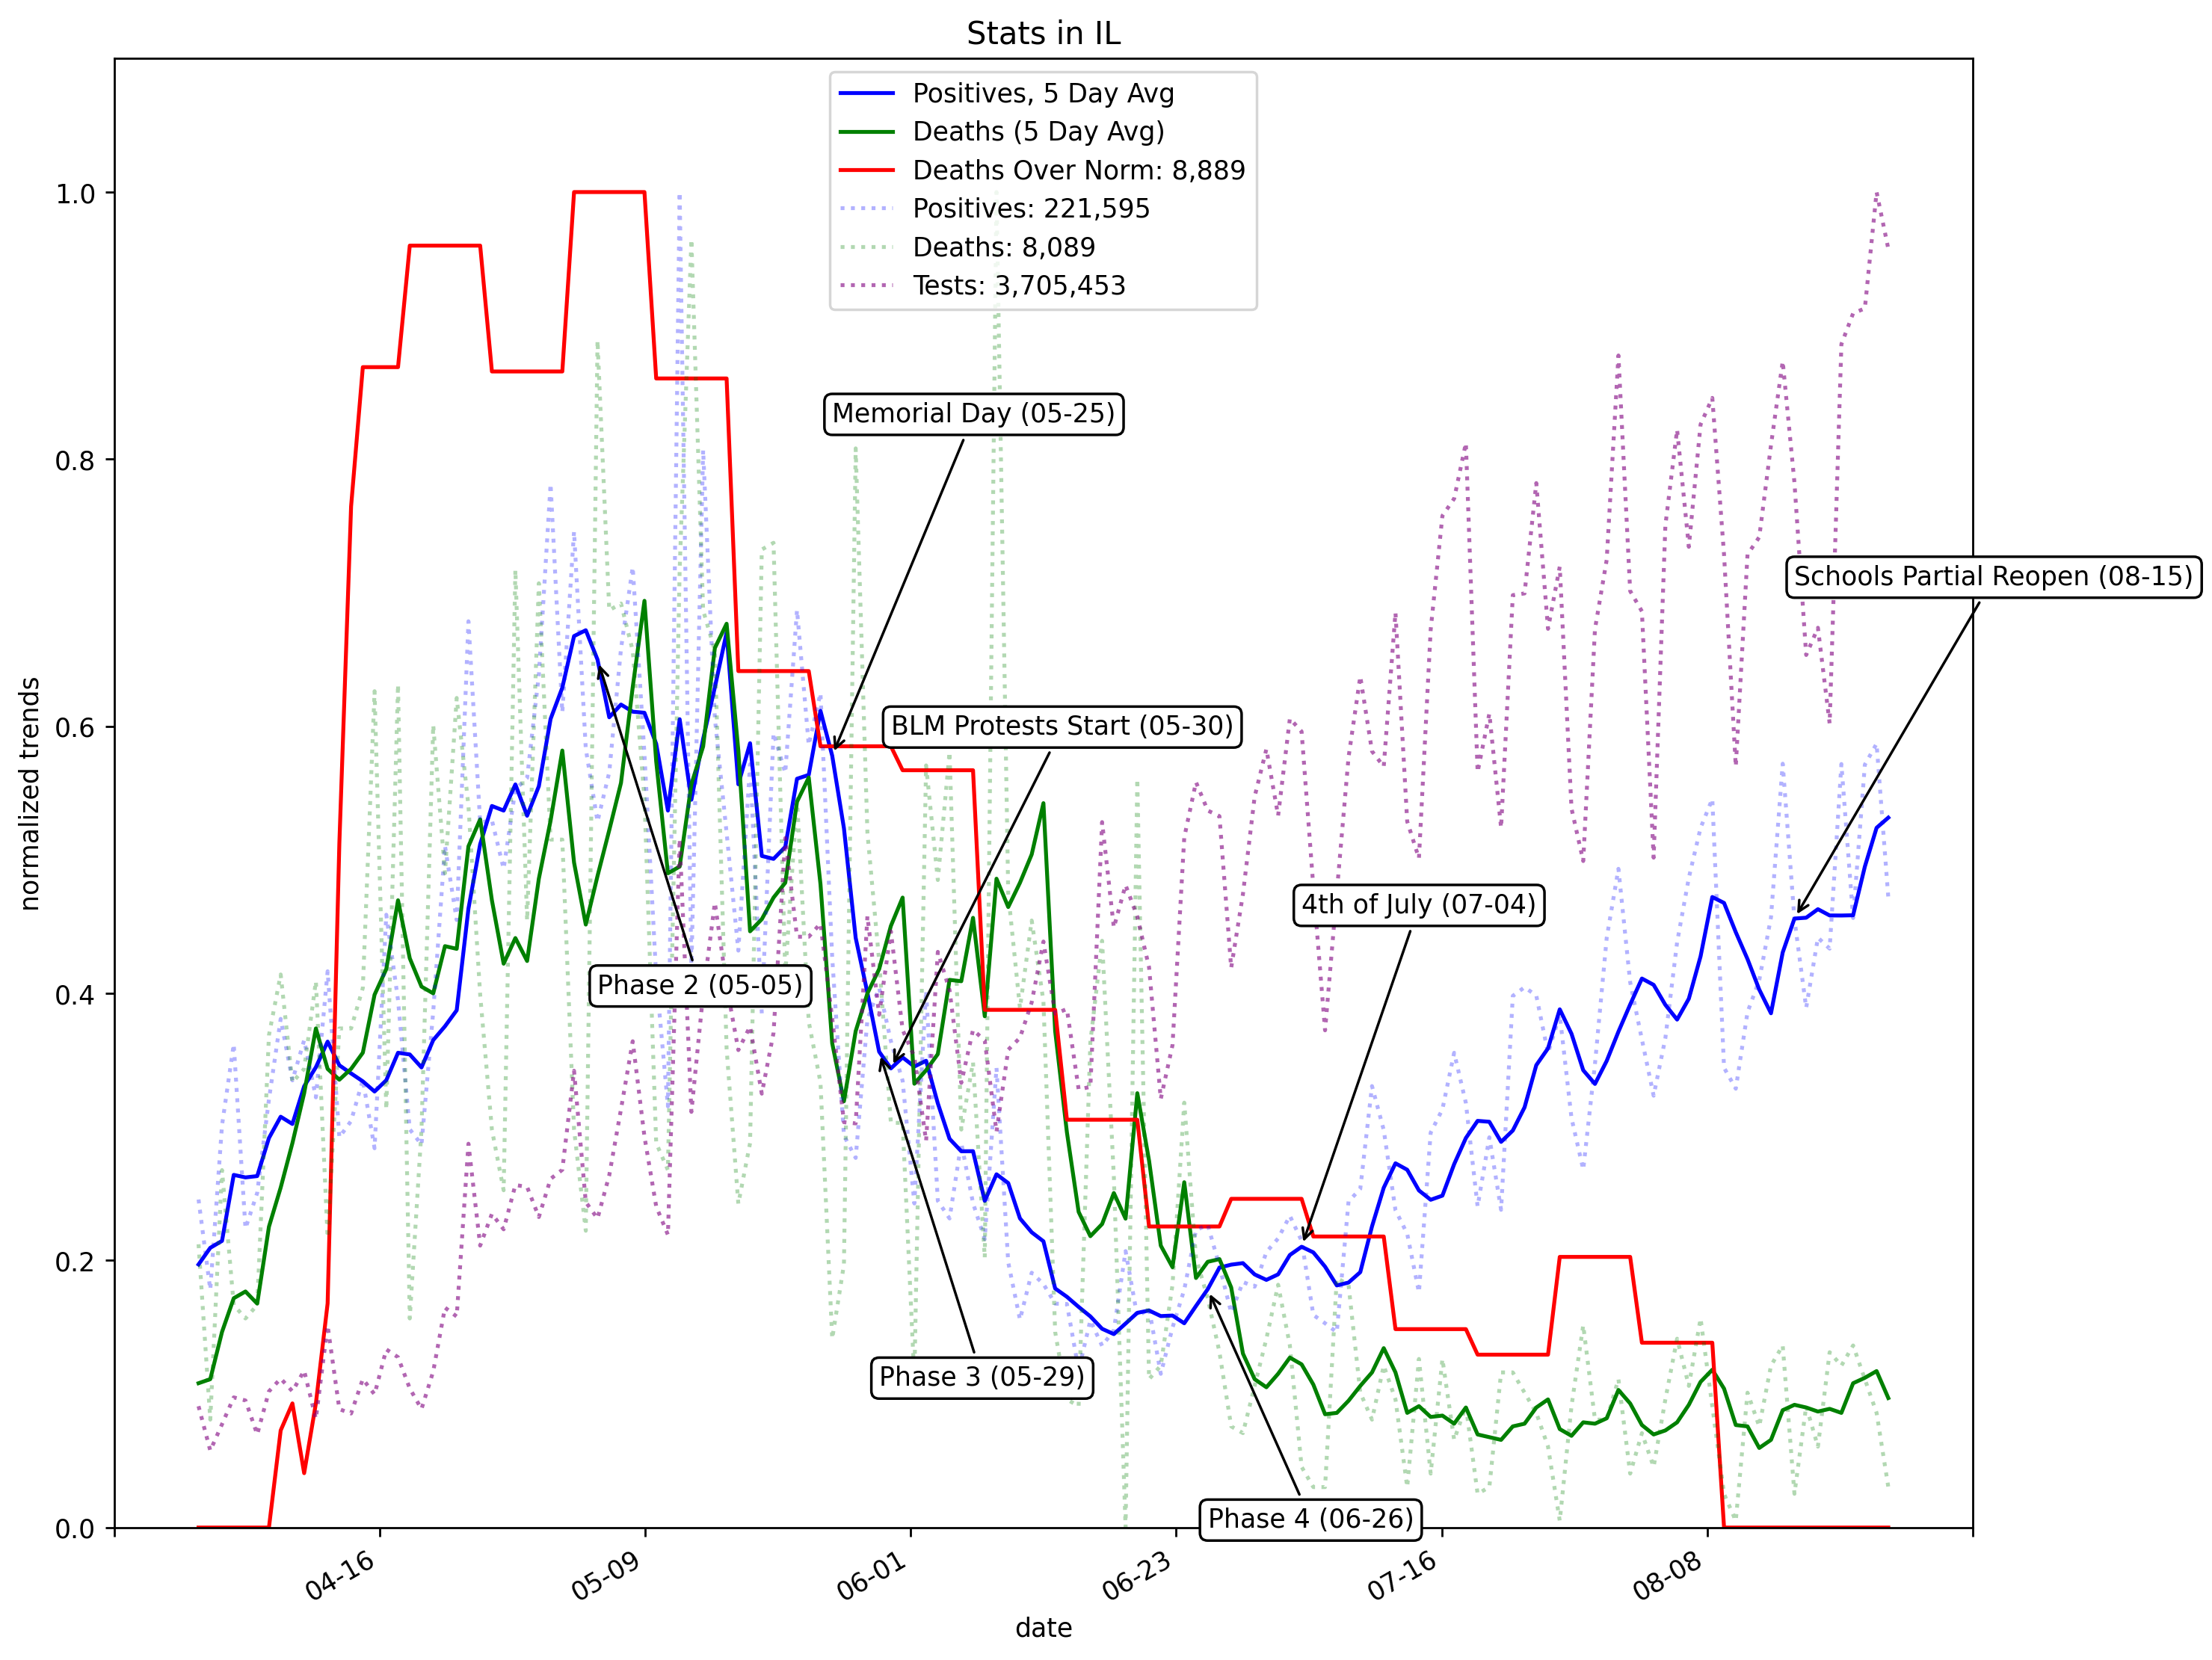 Stats in IL
Positives, 5 Day Avg
Deaths (5 Day Avg)
Deaths Over Norm: 8,889
Positives: 221,595
Deaths: 8,089
Tests: 3,705,453
1.0
0.8
0.6
0.4
0.2
0.0
normalized trends
Memorial Day (05-25)
Schools Partial Reopen (08-15)
BLM Protests Start (05-30)
4th of July (07-04)
Phase 2 (05-05)
Phase 3 (05-29)
Phase 4 (06-26)
04-16
05-09
06-01
06-23
07-16
08-08
date